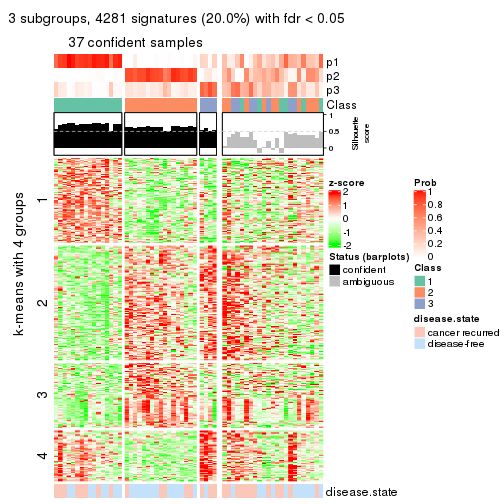 3 subgroups, 4281 signatures (20.0%) with fdr < 0.05
37 confident samples
p1
p2
p3
Class
1
0.5
0
Silhouette
score
k-means with 4 groups
1
2
3
4
z-score
2
1
0
-1
-2
Status (barplots)
confident
ambiguous
Prob
1
0.8
0.6
0.4
0.2
0
Class
1
2
3
disease.state
cancer recurred
disease-free
disease.state